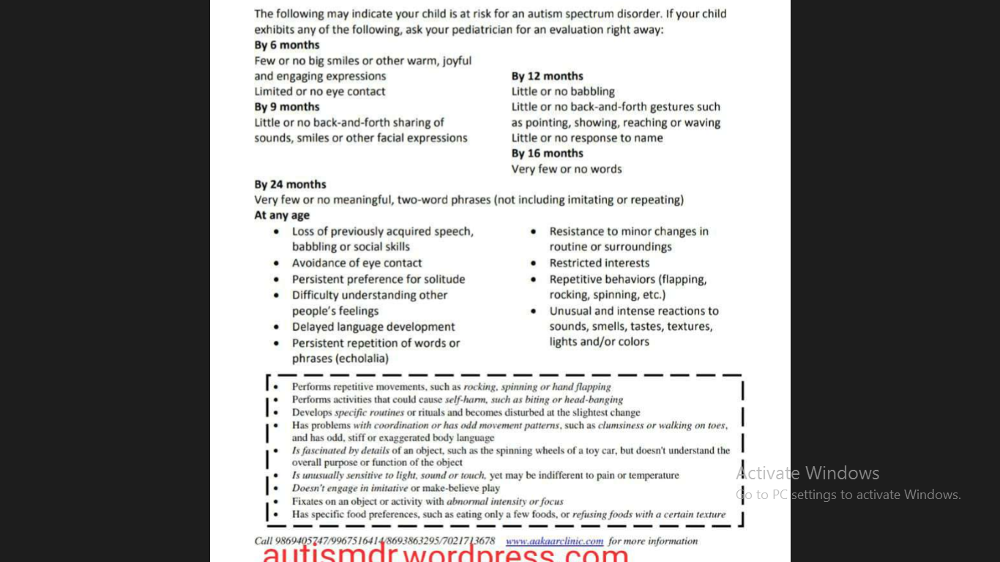 The following may indicate your child is at risk for an autism spectrum disorder. If your child
exhibits any of the following, ask your pediatrician for an evaluation right away:
By 6 months
Few or no big smiles or other warm, joyful
and engaging expressions
Limited or no eye contact
By 9 months
Little or no back-and-forth sharing of
sounds, smiles or other facial expressions
By 12 months
Little or no babbling
Little or no back-and-forth gestures such
as pointing, showing, reaching or waving
Little or no response to name
By 16 months
Very few or no words
By 24 months
Very few or no meaningful, two-word phrases (not including imitating or repeating)
At any age
• Loss of previously acquired speech,
babbling or social skills
• Avoidance of eye contact
• Persistent preference for solitude
• Difficulty understanding other
people's feelings
• Delayed language development
• Persistent repetition of words or
phrases (echolalia)
• Resistance to minor changes in
routine or surroundings
• Restricted interests
• Repetitive behaviors (flapping,
rocking, spinning, etc.)
• Unusual and intense reactions to
sounds, smells, tastes, textures,
lights and/or colors
• Performs repetitive movements, such as rocking, spinning or hand flapping
• Performs activities that could cause self-harm, such as biting or head-banging
• Develops specific routines or rituals and becomes disturbed at the slightest change
• Has problems with coordination or has odd movement patterns, such as clumsiness or walking on toes,
and has odd, stiff or exaggerated body language
• Is fascinated by details of an object, such as the spinning wheels of a toy car, but doesn't understand the
overall purpose or function of the object
• Is unusually sensitive to light, sound or touch, yet may be indifferent to pain or temperature
• Doesn't engage in imitative or make-believe play
• Fixates on an object or activity with abnormal intensity or focus
• Has specific food preferences, such as eating only a few foods, or refusing foods with a certain texture
Call 9869405747/9967516414/8693863295/7021713678 www.aakaarclinic.com for more information
autismdr.wordpress.com
Activate Windows
Go to PC settings to activate Windows.